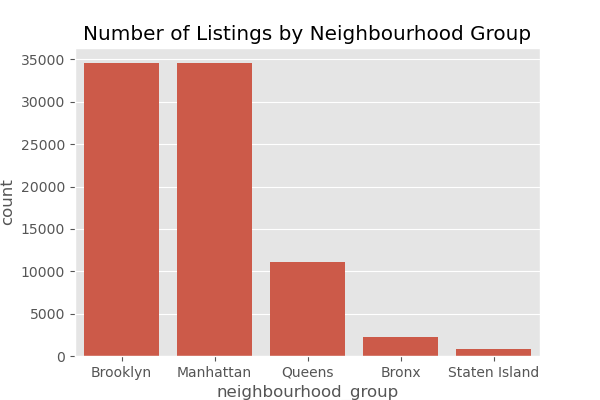 Number of Listings by Neighbourhood Group
35000
30000
25000
20000
15000
10000
5000
0
count
Brooklyn Manhattan Queens Bronx Staten Island
neighbourhood_group